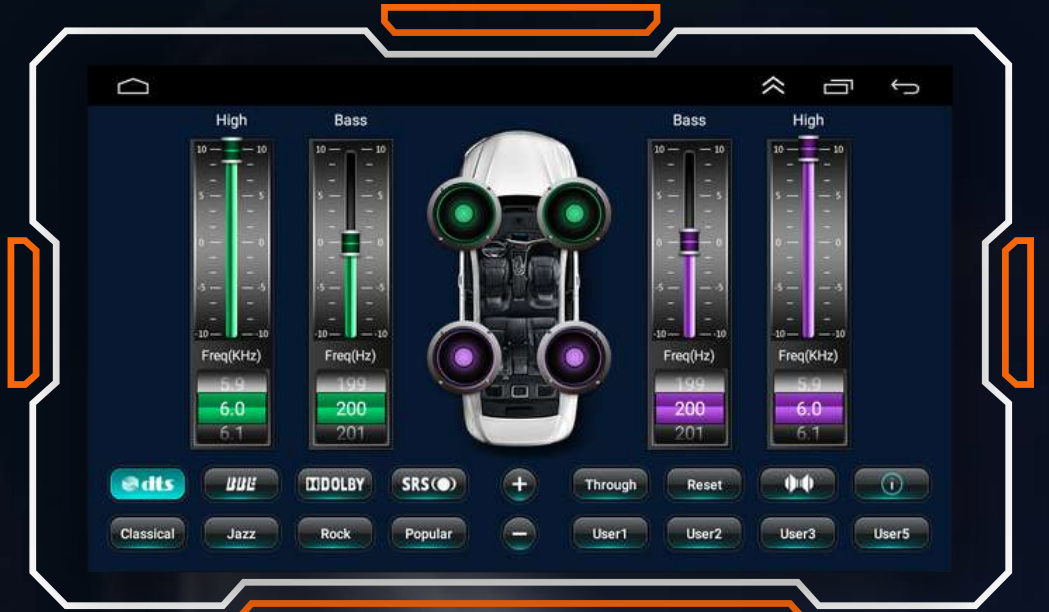 High Bass Bass High
10 10 10 10 10 10 10 10
5 5 5 5 5 5 5 5
0 0 0 0 0 0 0 0
-5 -5 -5 -5 -5 -5 -5 -5
-10 -10 -10 -10 -10 -10 -10 -10
Freq(KHz) Freq(Hz) Freq(Hz) Freq(KHz)
5.9 199 199 5.9
6.0 200 200 6.0
6.1 201 201 6.1
dts DOLBY SRS + Through Reset
Classical Jazz Rock Popular − User1 User2 User3 User5